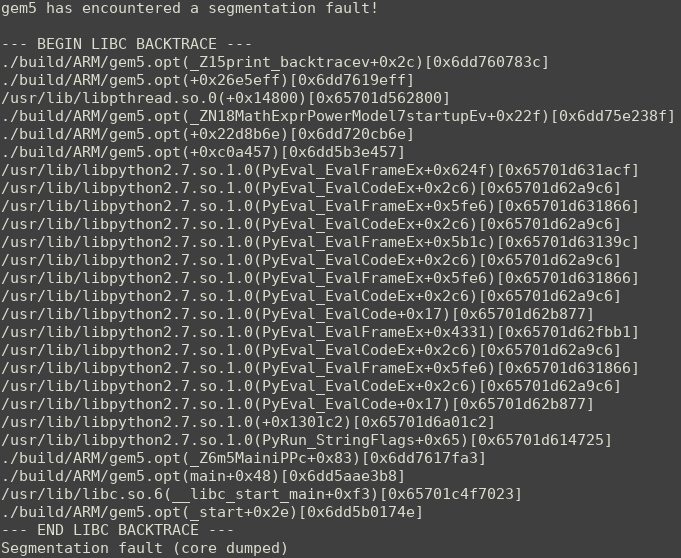 gem5 has encountered a segmentation fault!

--- BEGIN LIBC BACKTRACE ---
./build/ARM/gem5.opt(_Z15print_backtracev+0x2c)[0x6dd760783c]
./build/ARM/gem5.opt(+0x26e5eff)[0x6dd7619eff]
/usr/lib/libpthread.so.0(+0x14800)[0x65701d562800]
./build/ARM/gem5.opt(_ZN18MathExprPowerModel7startupEv+0x22f)[0x6dd75e238f]
./build/ARM/gem5.opt(+0x22d8b6e)[0x6dd720cb6e]
./build/ARM/gem5.opt(+0xc0a457)[0x6dd5b3e457]
/usr/lib/libpython2.7.so.1.0(PyEval_EvalFrameEx+0x624f)[0x65701d631acf]
/usr/lib/libpython2.7.so.1.0(PyEval_EvalCodeEx+0x2c6)[0x65701d62a9c6]
/usr/lib/libpython2.7.so.1.0(PyEval_EvalFrameEx+0x5fe6)[0x65701d631866]
/usr/lib/libpython2.7.so.1.0(PyEval_EvalCodeEx+0x2c6)[0x65701d62a9c6]
/usr/lib/libpython2.7.so.1.0(PyEval_EvalFrameEx+0x5b1c)[0x65701d63139c]
/usr/lib/libpython2.7.so.1.0(PyEval_EvalCodeEx+0x2c6)[0x65701d62a9c6]
/usr/lib/libpython2.7.so.1.0(PyEval_EvalFrameEx+0x5fe6)[0x65701d631866]
/usr/lib/libpython2.7.so.1.0(PyEval_EvalCodeEx+0x2c6)[0x65701d62a9c6]
/usr/lib/libpython2.7.so.1.0(PyEval_EvalCode+0x17)[0x65701d62b877]
/usr/lib/libpython2.7.so.1.0(PyEval_EvalFrameEx+0x4331)[0x65701d62fbb1]
/usr/lib/libpython2.7.so.1.0(PyEval_EvalCodeEx+0x2c6)[0x65701d62a9c6]
/usr/lib/libpython2.7.so.1.0(PyEval_EvalFrameEx+0x5fe6)[0x65701d631866]
/usr/lib/libpython2.7.so.1.0(PyEval_EvalCodeEx+0x2c6)[0x65701d62a9c6]
/usr/lib/libpython2.7.so.1.0(PyEval_EvalCode+0x17)[0x65701d62b877]
/usr/lib/libpython2.7.so.1.0(+0x1301c2)[0x65701d6a01c2]
/usr/lib/libpython2.7.so.1.0(PyRun_StringFlags+0x65)[0x65701d614725]
./build/ARM/gem5.opt(_Z6m5MainiPPc+0x83)[0x6dd7617fa3]
./build/ARM/gem5.opt(main+0x48)[0x6dd5aae3b8]
/usr/lib/libc.so.6(__libc_start_main+0xf3)[0x65701c4f7023]
./build/ARM/gem5.opt(_start+0x2e)[0x6dd5b0174e]
--- END LIBC BACKTRACE ---
Segmentation fault (core dumped)